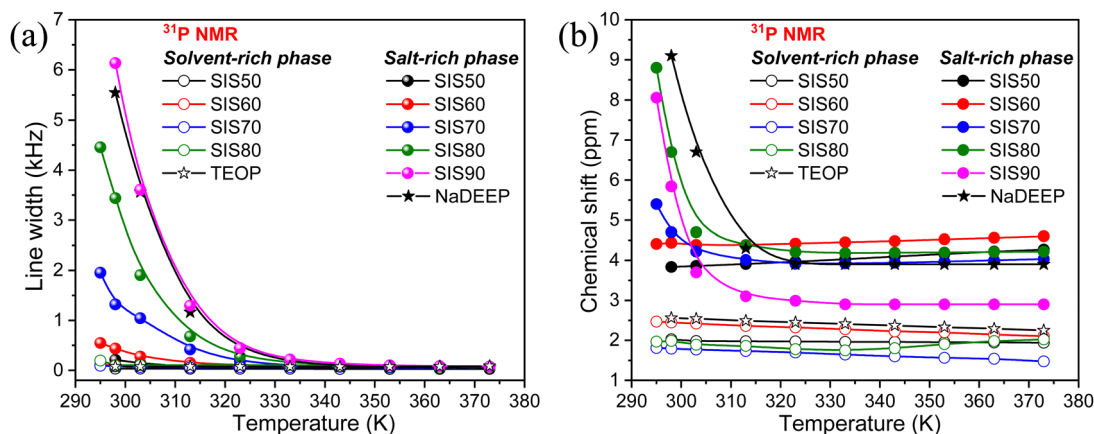 (a)
31P NMR
Solvent-rich phase Salt-rich phase
SIS50 SIS50
SIS60 SIS60
SIS70 SIS70
SIS80 SIS80
TEOP SIS90
NaDEEP
Line width (kHz)
7
6
5
4
3
2
1
0
290 300 310 320 330 340 350 360 370 380
Temperature (K)
(b)
31P NMR
Solvent-rich phase Salt-rich phase
SIS50 SIS50
SIS60 SIS60
SIS70 SIS70
SIS80 SIS80
TEOP SIS90
NaDEEP
Chemical shift (ppm)
10
9
8
7
6
5
4
3
2
1
290 300 310 320 330 340 350 360 370 380
Temperature (K)